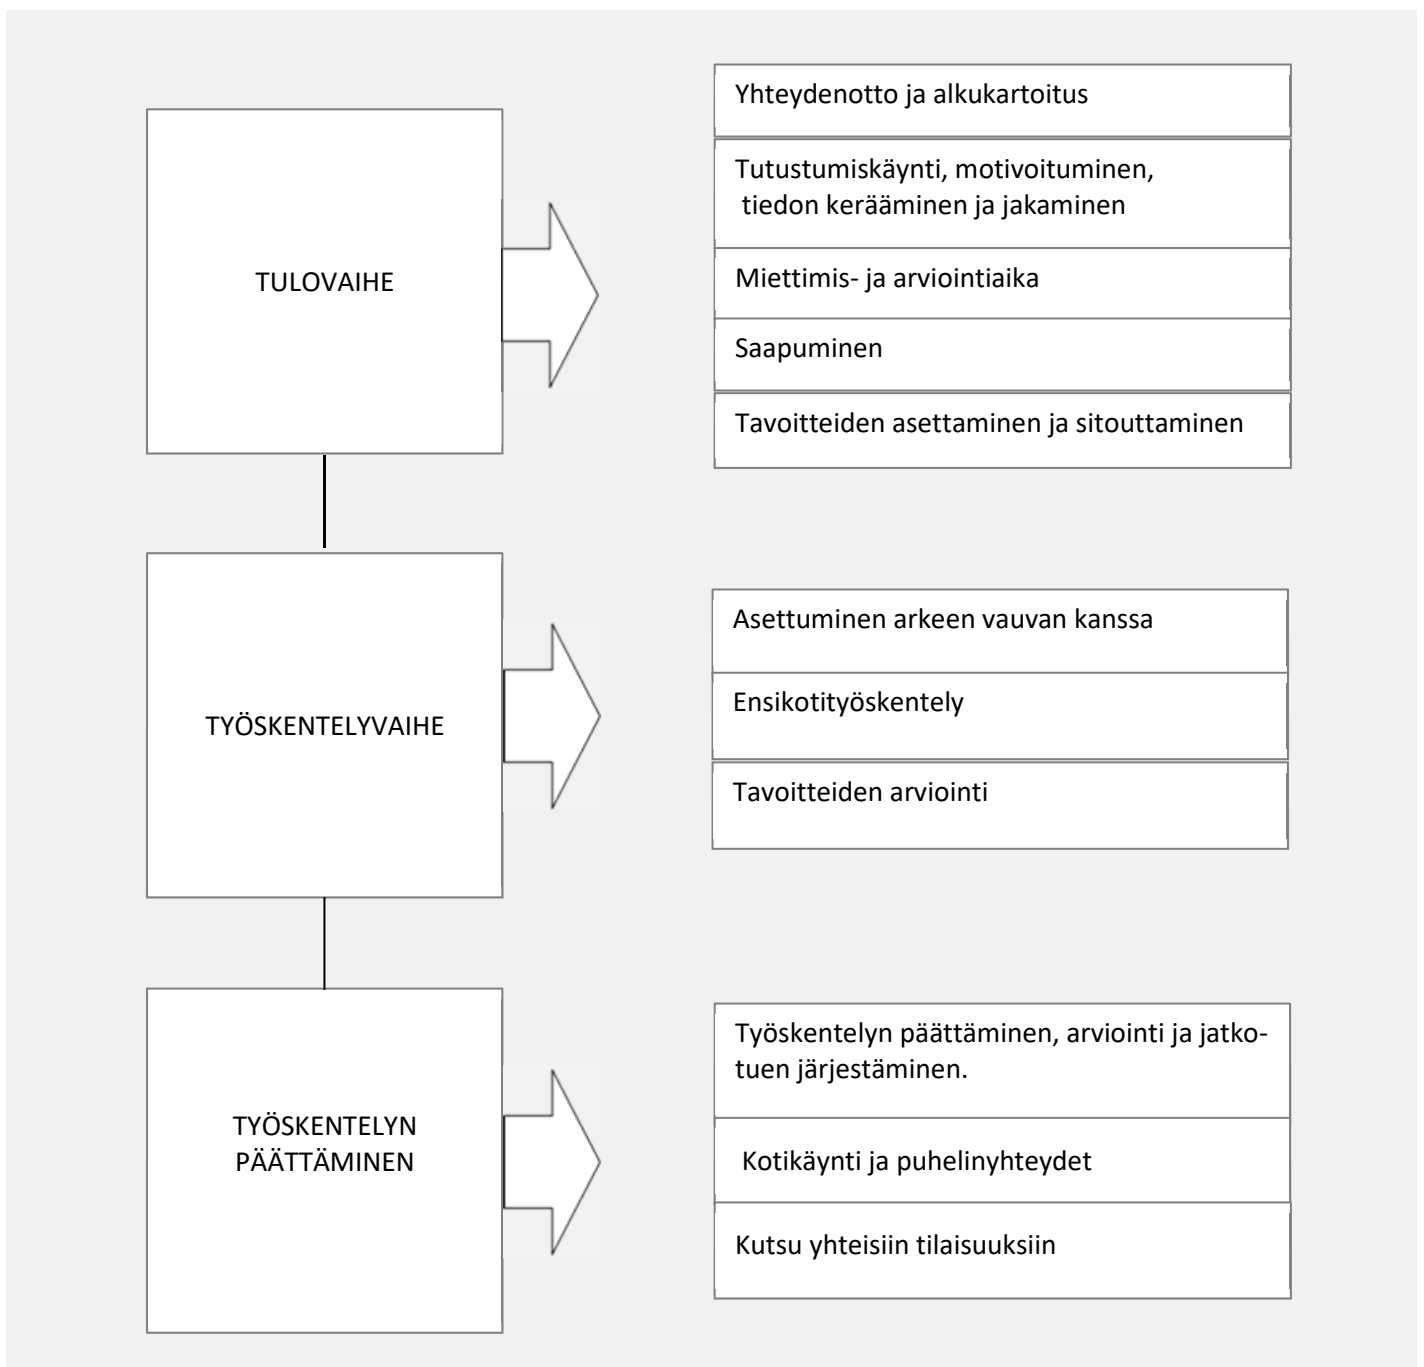 TULOVAIHE
Yhteydenotto ja alkukartoitus
Tutustumiskäynti, motivoituminen,
tiedon kerääminen ja jakaminen
Miettimis- ja arviointiaika
Saapuminen
Tavoitteiden asettaminen ja sitouttaminen
TYÖSKENTELYVAIHE
Asettuminen arkeen vauvan kanssa
Ensikotityöskentely
Tavoitteiden arviointi
TYÖSKENTELYN
PÄÄTTÄMINEN
Työskentelyn päättäminen, arviointi ja jatko-
tuen järjestäminen.
Kotikäynti ja puhelinyhteydet
Kutsu yhteisiin tilaisuuksiin